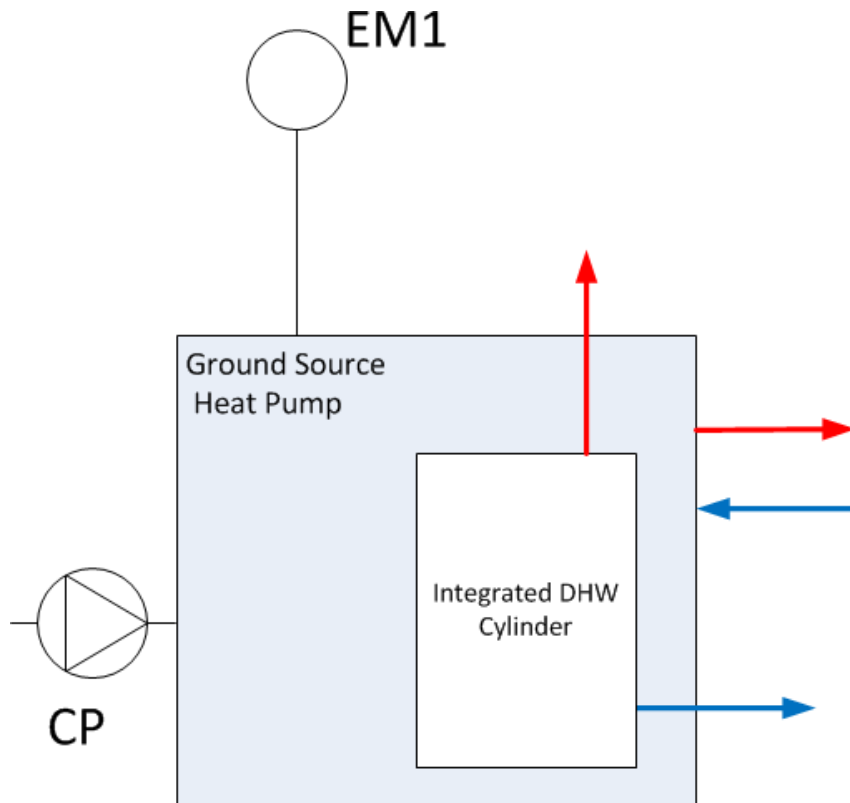 EM1
Ground Source
Heat Pump
Integrated DHW
Cylinder
CP